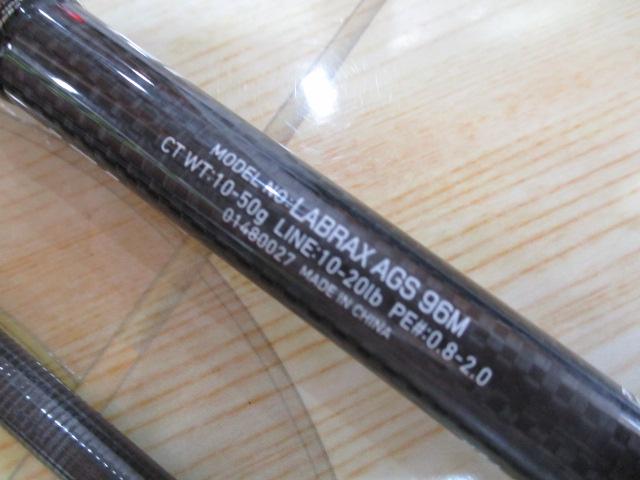 MODEL NO:LABRAX AGS 96M
CT WT:10-50g LINE:10-20lb PE#:0.8-2.0
01480027 MADE IN CHINA